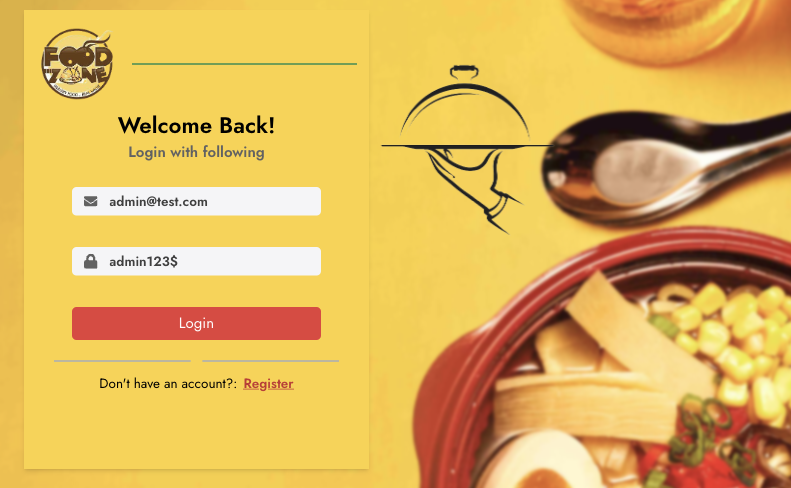 FOOD
ZONE
Welcome Back!
Login with following
admin@test.com
admin123$
Login
Don't have an account?: Register